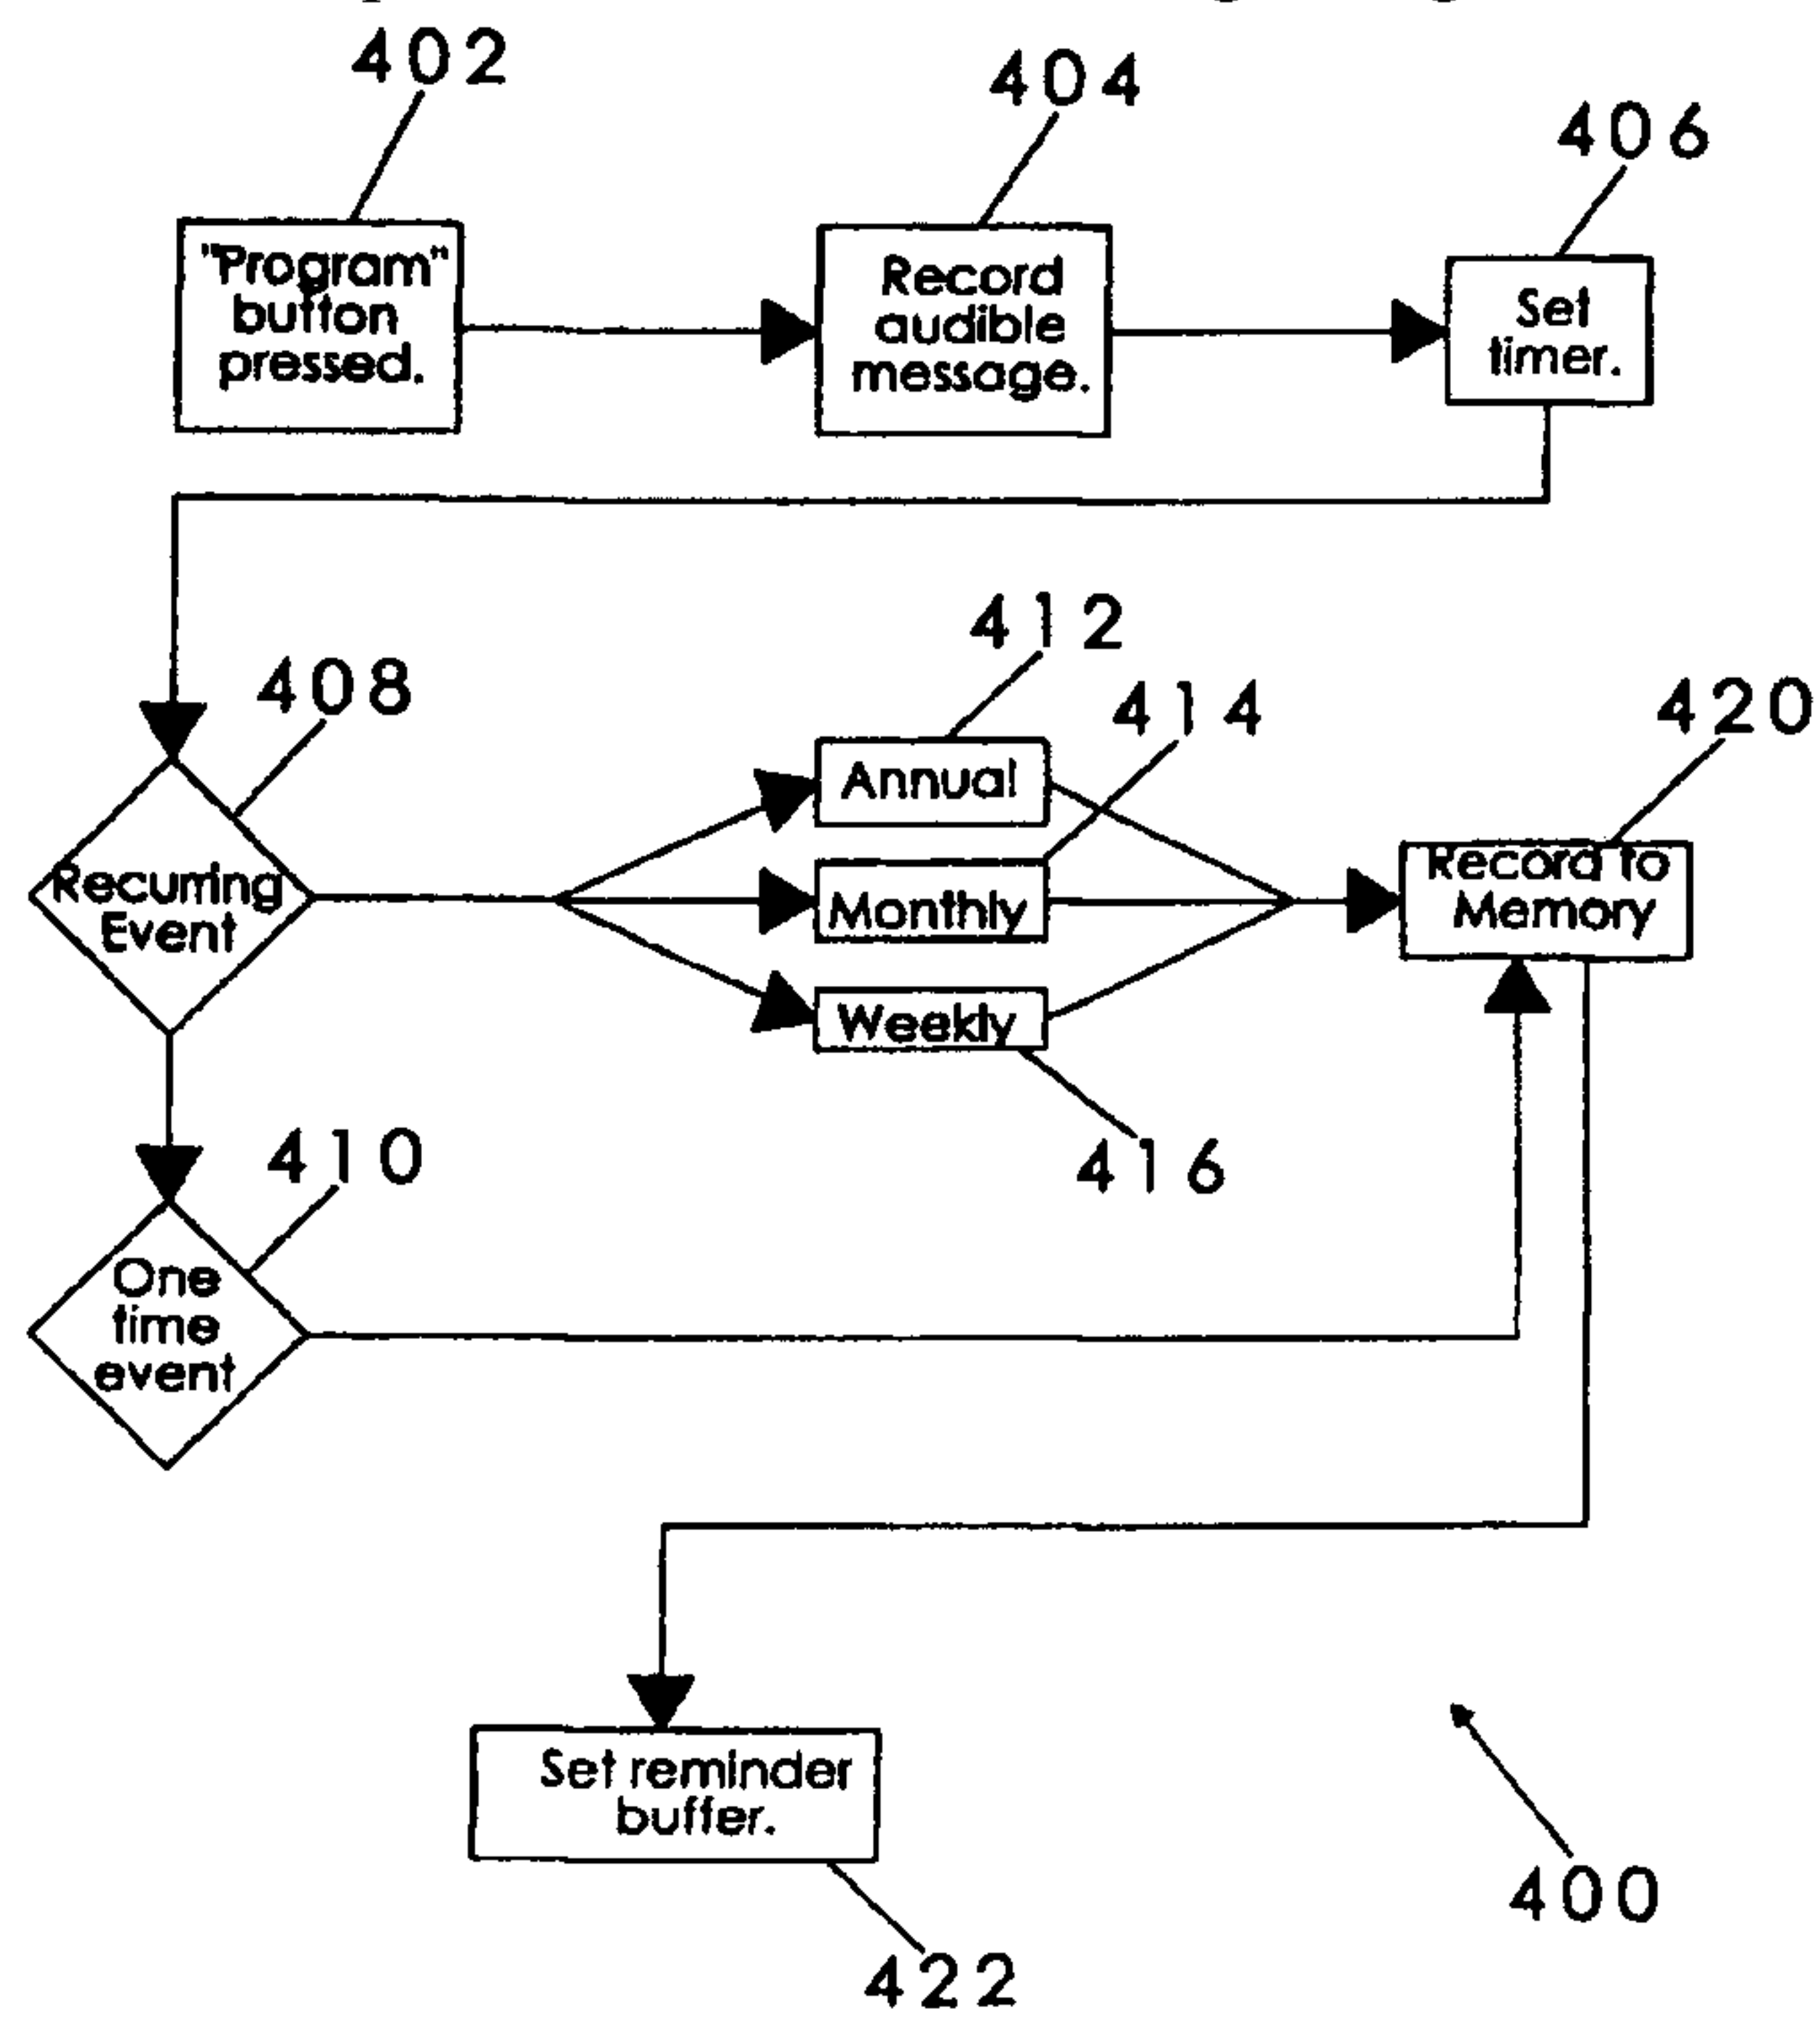 402
404
406
"Program"
button
pressed.
Record
audible
message.
Set
timer.
412
408
414
420
Annual
Recurring
Event
Monthly
Record to
Memory
Weekly
410
416
One
time
event
Set reminder
buffer.
400
422